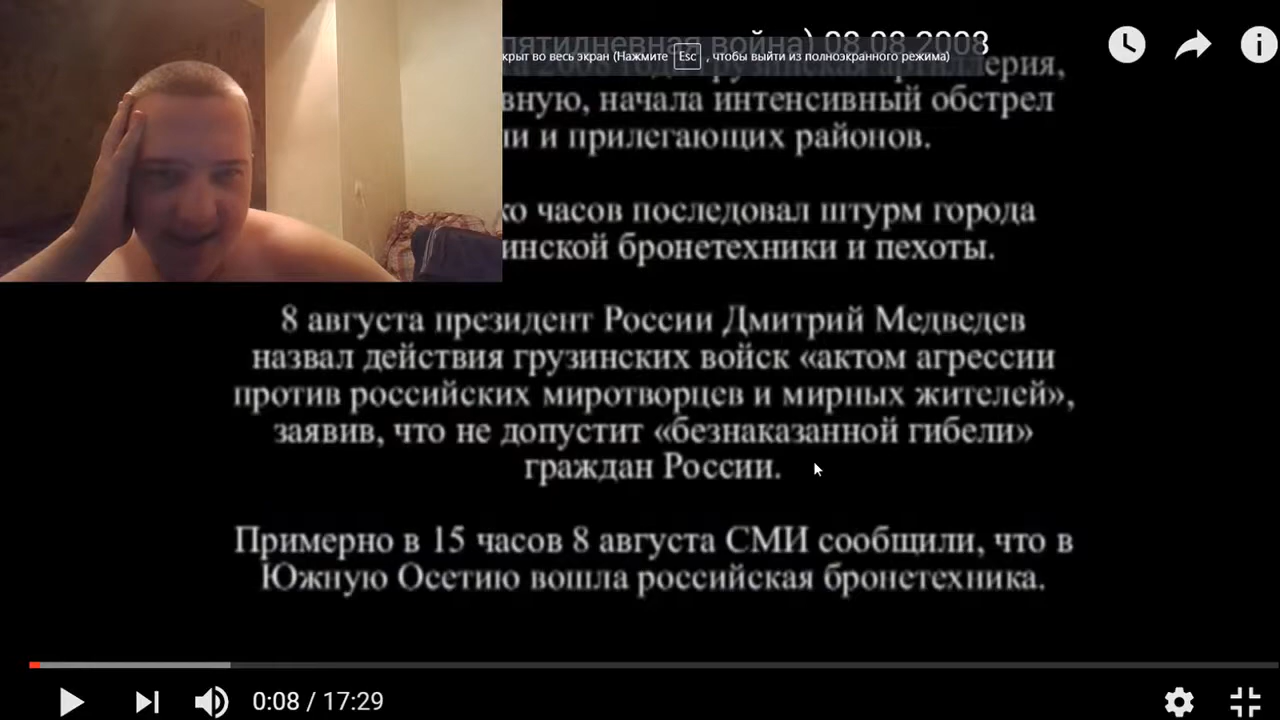 пятидневная война) 08.08.2008
крыт во весь экран (Нажмите Esc , чтобы выйти из полноэкранного режима)
ерия,
вную, начала интенсивный обстрел
ли и прилегающих районов.
ко часов последовал штурм города
инской бронетехники и пехоты.
8 августа президент России Дмитрий Медведев
назвал действия грузинских войск «актом агрессии
против российских миротворцев и мирных жителей»,
заявив, что не допустит «безнаказанной гибели»
граждан России.
Примерно в 15 часов 8 августа СМИ сообщили, что в
Южную Осетию вошла российская бронетехника.
0:08 / 17:29